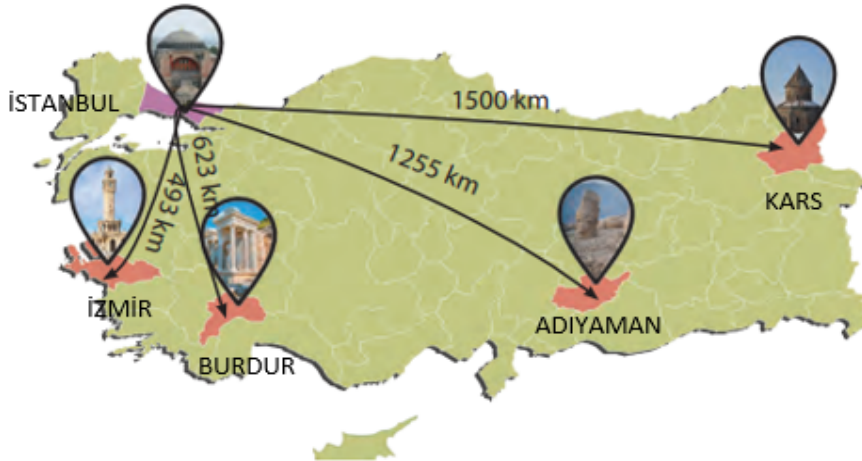 İSTANBUL
1500 km
KARS
1255 km
ADIYAMAN
623 km
BURDUR
493 km
İZMİR